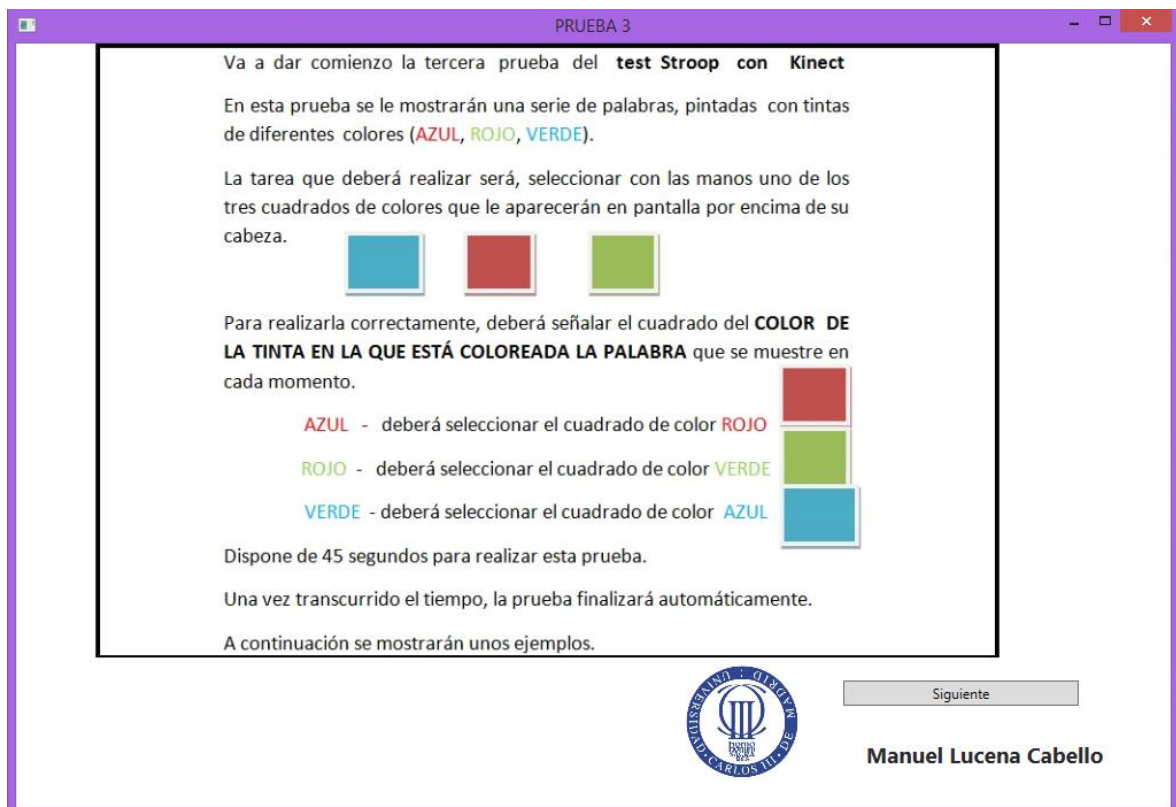 PRUEBA 3
Va a dar comienzo la tercera prueba del test Stroop con Kinect
En esta prueba se le mostrarán una serie de palabras, pintadas con tintas
de diferentes colores (AZUL, ROJO, VERDE).
La tarea que deberá realizar será, seleccionar con las manos uno de los
tres cuadrados de colores que le aparecerán en pantalla por encima de su
cabeza.
Para realizarla correctamente, deberá señalar el cuadrado del COLOR DE
LA TINTA EN LA QUE ESTÁ COLOREADA LA PALABRA que se muestre en
cada momento.
AZUL - deberá seleccionar el cuadrado de color ROJO
ROJO - deberá seleccionar el cuadrado de color VERDE
VERDE - deberá seleccionar el cuadrado de color AZUL
Dispone de 45 segundos para realizar esta prueba.
Una vez transcurrido el tiempo, la prueba finalizará automáticamente.
A continuación se mostrarán unos ejemplos.
Siguiente
UNIVERSIDAD · CARLOS III · DE MADRID
Manuel Lucena Cabello